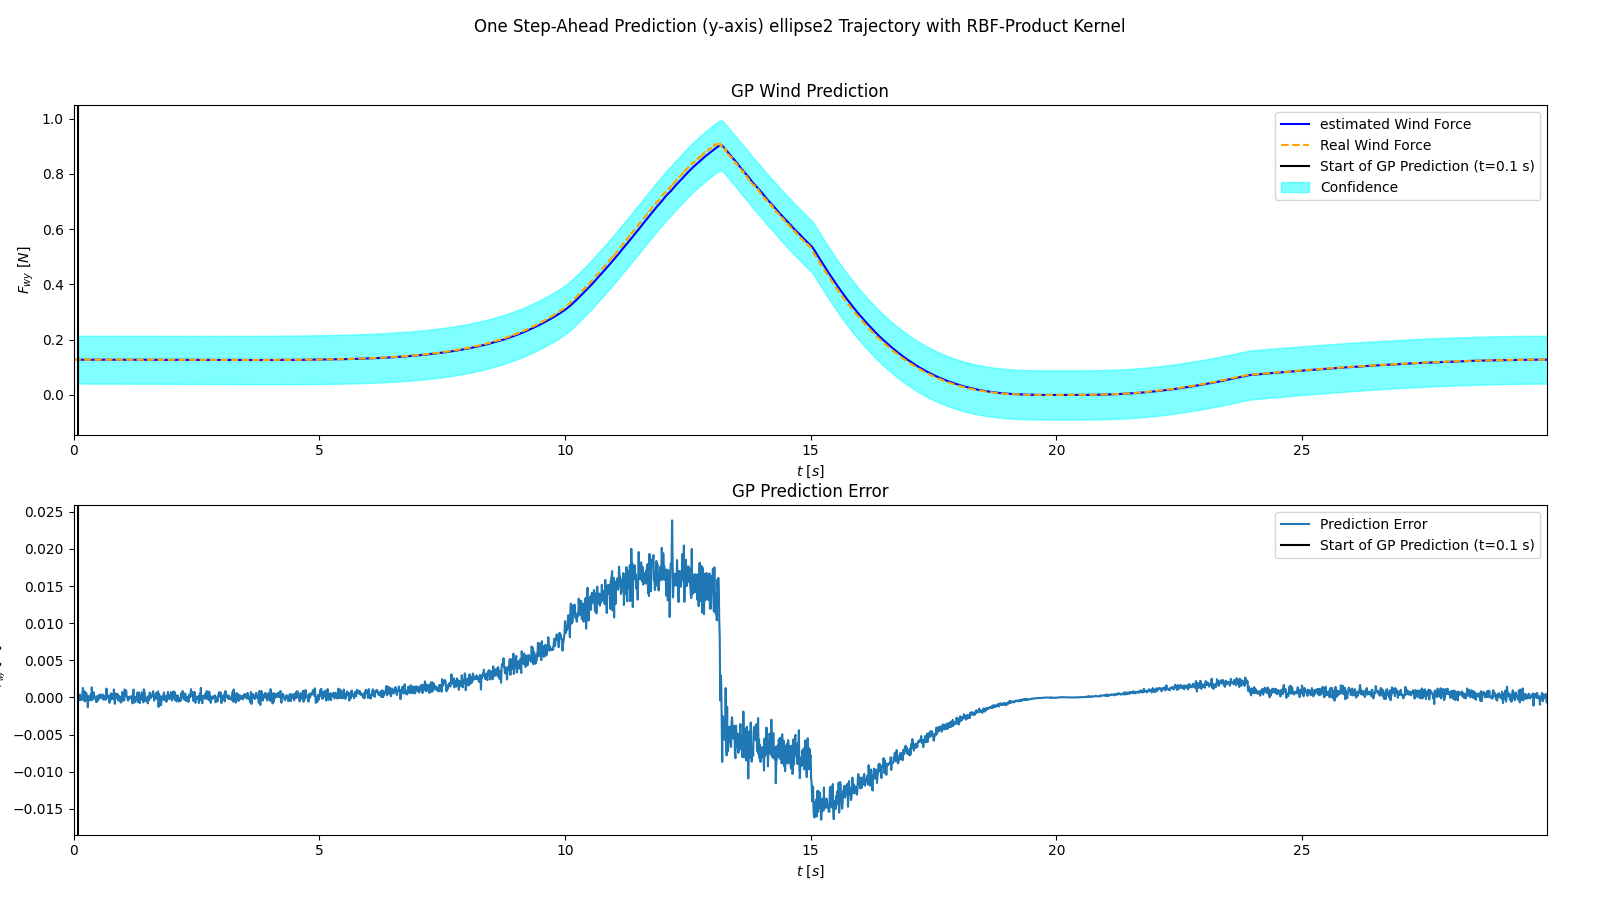 One Step-Ahead Prediction (y-axis) ellipse2 Trajectory with RBF-Product Kernel
GP Wind Prediction
1.0
0.8
0.6
0.4
0.2
0.0
F_wy [N]
estimated Wind Force
Real Wind Force
Start of GP Prediction (t=0.1 s)
Confidence
0 5 10 15 20 25
t [s]
GP Prediction Error
0.025
0.020
0.015
0.010
0.005
0.000
−0.005
−0.010
−0.015
Prediction Error
Start of GP Prediction (t=0.1 s)
0 5 10 15 20 25
t [s]